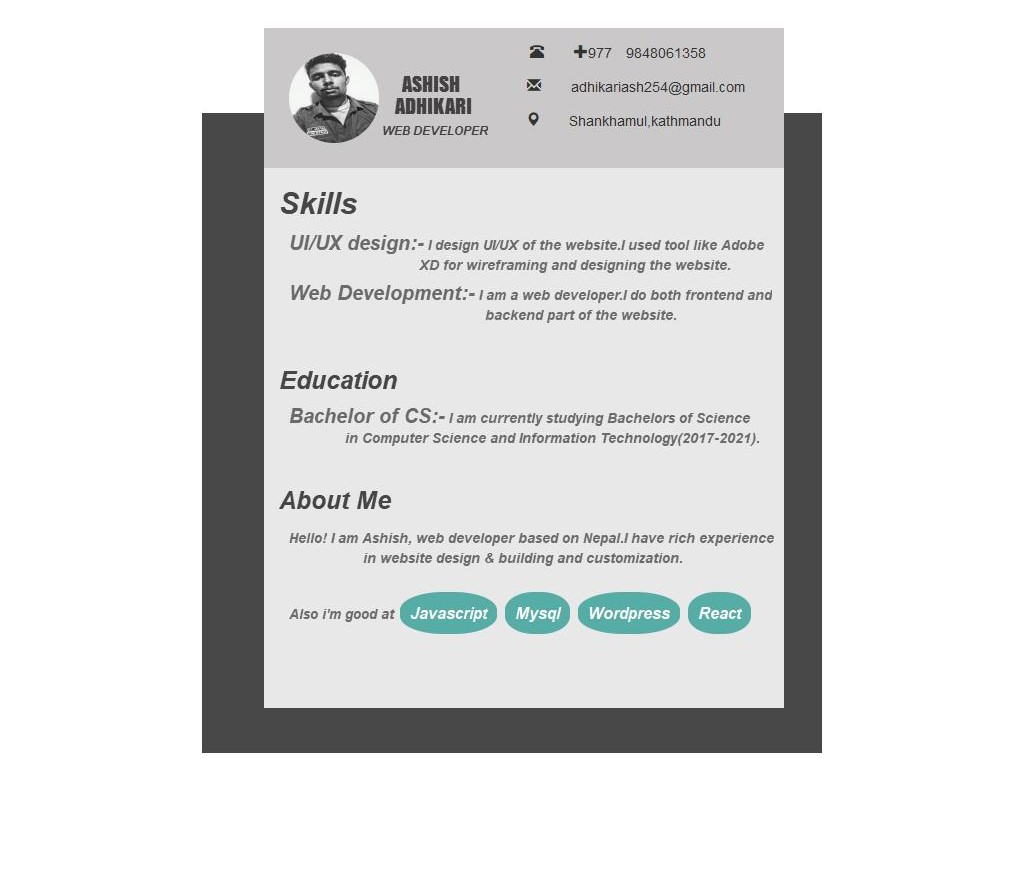 ASHISH
ADHIKARI
WEB DEVELOPER
+977 9848061358
adhikariash254@gmail.com
Shankhamul,kathmandu
Skills
UI/UX design:- I design UI/UX of the website.I used tool like Adobe
XD for wireframing and designing the website.
Web Development:- I am a web developer.I do both frontend and
backend part of the website.
Education
Bachelor of CS:- I am currently studying Bachelors of Science
in Computer Science and Information Technology(2017-2021).
About Me
Hello! I am Ashish, web developer based on Nepal.I have rich experience
in website design & building and customization.
Also i'm good at Javascript Mysql Wordpress React